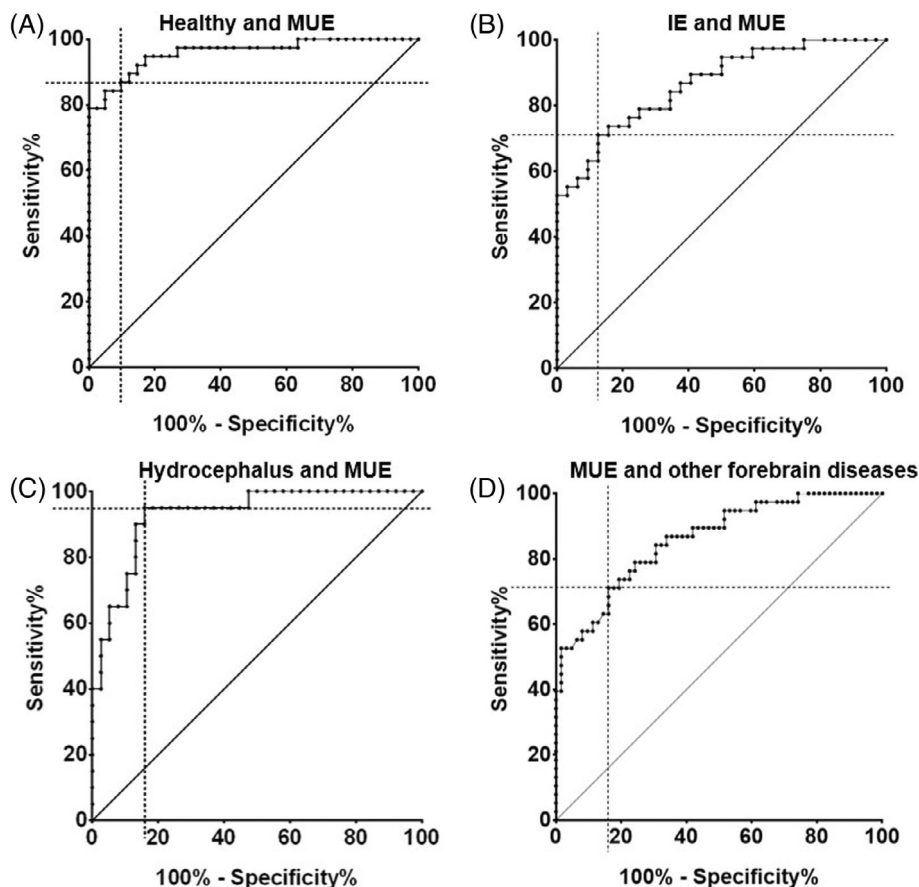 (A)
Healthy and MUE
100
80
60
40
20
0
Sensitivity%
0 20 40 60 80 100
100% - Specificity%
(B)
IE and MUE
100
80
60
40
20
0
Sensitivity%
0 20 40 60 80 100
100% - Specificity%
(C)
Hydrocephalus and MUE
100
80
60
40
20
0
Sensitivity%
0 20 40 60 80 100
100% - Specificity%
(D)
MUE and other forebrain diseases
100
80
60
40
20
0
Sensitivity%
0 20 40 60 80 100
100% - Specificity%